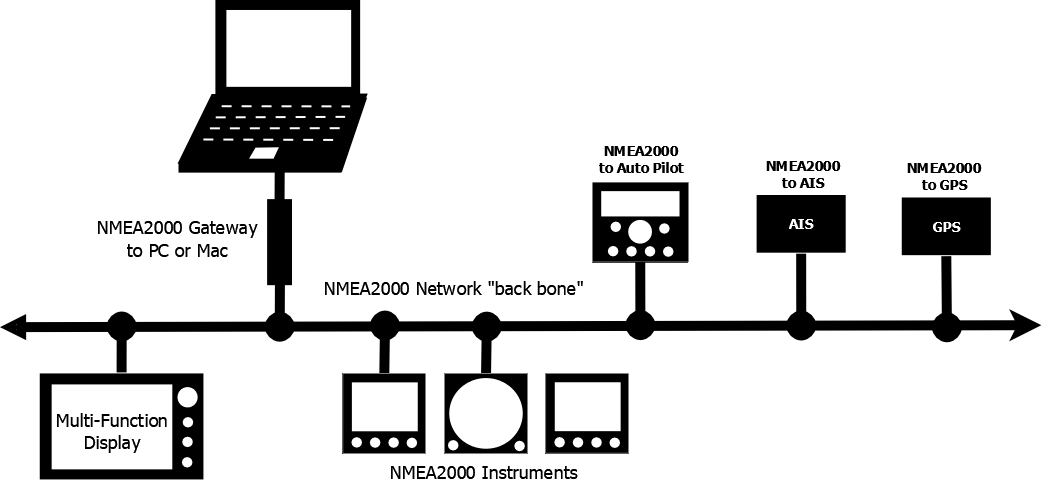 NMEA2000
to Auto Pilot
NMEA2000
to AIS
NMEA2000
to GPS
AIS
GPS
NMEA2000 Gateway
to PC or Mac
NMEA2000 Network "back bone"
Multi-Function
Display
NMEA2000 Instruments